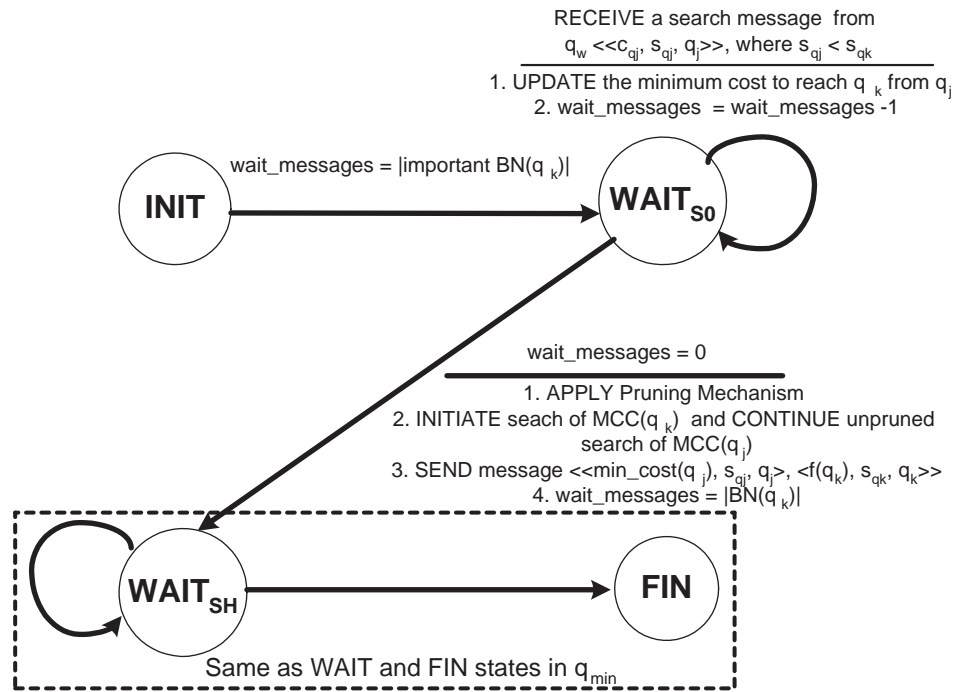 RECEIVE a search message from
q_w <<c_qj, s_qj, q_j>>, where s_qj < s_qk
1. UPDATE the minimum cost to reach q_k from q_j
2. wait_messages = wait_messages -1
wait_messages = |important BN(q_k)|
INIT
WAIT_S0
wait_messages = 0
1. APPLY Pruning Mechanism
2. INITIATE seach of MCC(q_k) and CONTINUE unpruned
search of MCC(q_j)
3. SEND message <<min_cost(q_j), s_qj, q_j>, <f(q_k), s_qk, q_k>>
4. wait_messages = |BN(q_k)|
WAIT_SH
FIN
Same as WAIT and FIN states in q_min